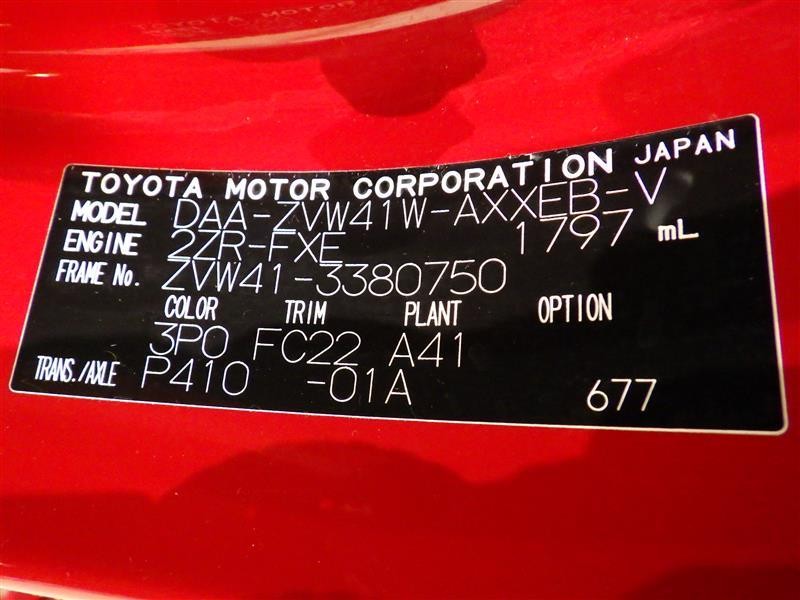 TOYOTA MOTOR CORPORATION JAPAN
MODEL DAA-ZVW41W-AXXEB-V
ENGINE 2ZR-FXE 1797 mL
FRAME No. ZVW41-3380750
COLOR TRIM PLANT OPTION
3P0 FC22 A41
TRANS./AXLE P410 -01A 677